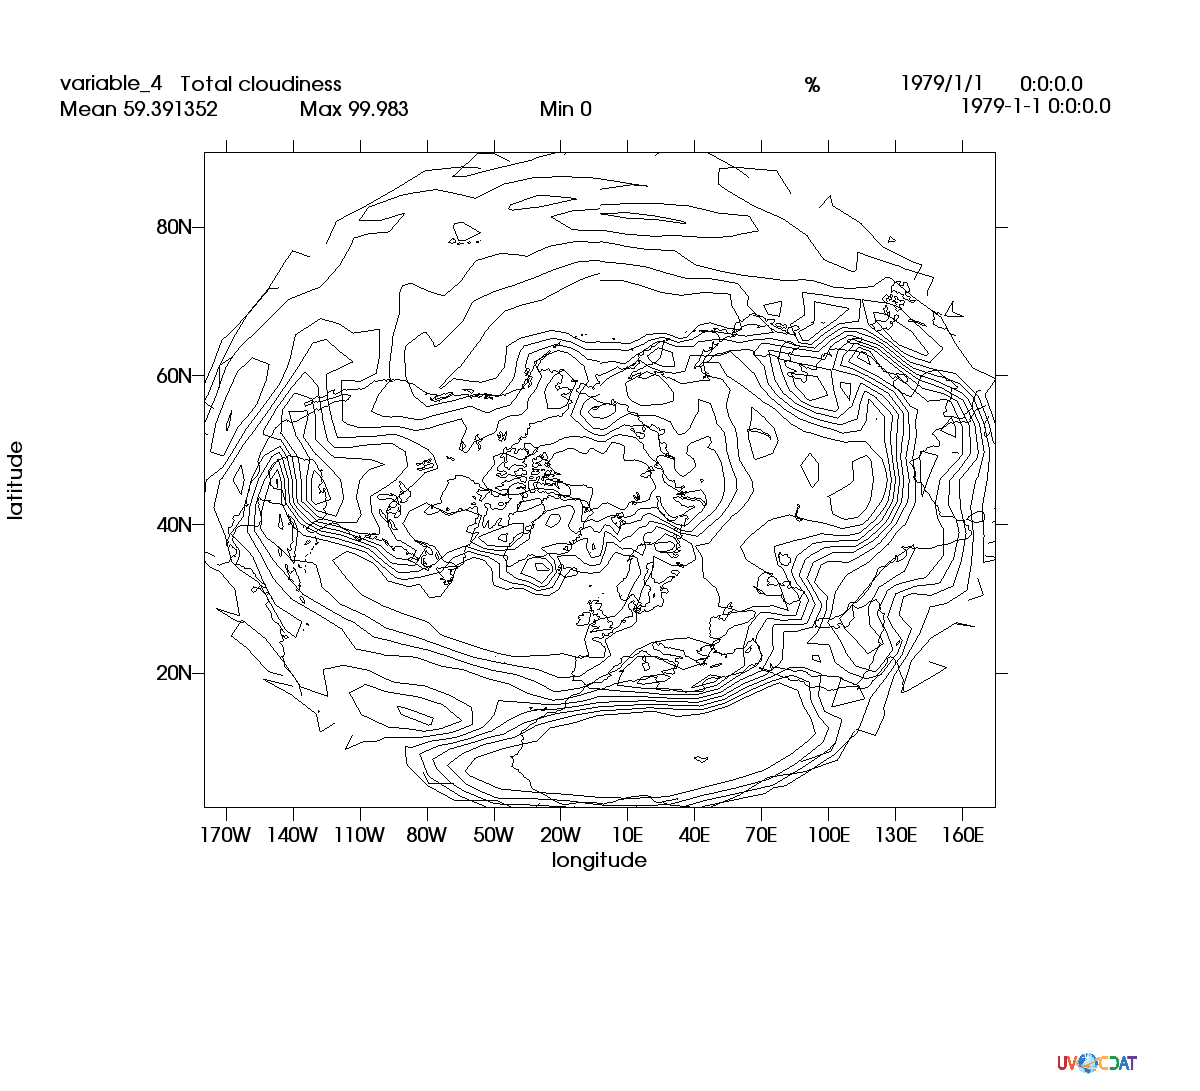 variable_4 Total cloudiness % 1979/1/1 0:0:0.0
Mean 59.391352 Max 99.983 Min 0 1979-1-1 0:0:0.0
latitude
80N
60N
40N
20N
170W 140W 110W 80W 50W 20W 10E 40E 70E 100E 130E 160E
longitude
UV CDAT